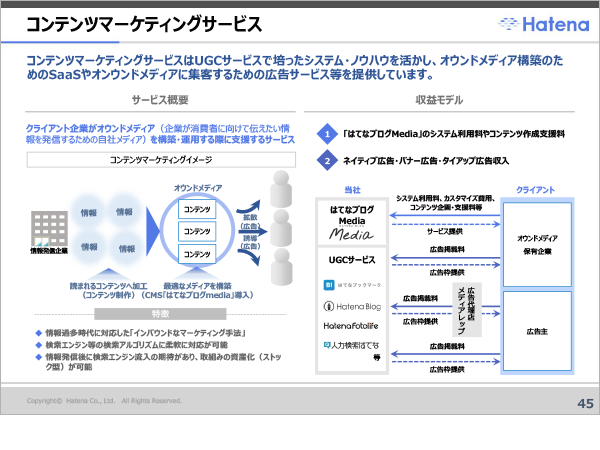 コンテンツマーケティングサービス
Hatena
コンテンツマーケティングサービスはUGCサービスで培ったシステム・ノウハウを活かし、オウンドメディア構築のた
めのSaaSやオンウンドメディアに集客するための広告サービス等を提供しています。
サービス概要
クライアント企業がオウンドメディア（企業が消費者に向けて伝えたい情
報を発信するための自社メディア）を構築・運用する際に支援するサービス
コンテンツマーケティングイメージ
オウンドメディア
情報
情報
情報
情報
コンテンツ
コンテンツ
コンテンツ
拡散
(広告)
誘導
(広告)
情報発信企業
読まれるコンテンツへ加工
（コンテンツ制作）
最適なメディアを構築
（CMS「はてなブログmedia」導入）
特徴
情報過多時代に対応した「インバウンドなマーケティング手法」
検索エンジン等の検索アルゴリズムに柔軟に対応が可能
情報発信後に検索エンジン流入の期待があり、取組みの資産化（ストッ
ク型）が可能
収益モデル
1 「はてなブログMedia」のシステム利用料やコンテンツ作成支援料
2 ネイティブ広告・バナー広告・タイアップ広告収入
当社
クライアント
はてなブログ
Media
Media
システム利用料、カスタマイズ費用、
コンテンツ企画・支援料等
サービス提供
オウンドメディア
保有企業
UGCサービス
広告掲載料
広告枠提供
B! はてなブックマーク
Hatena Blog
Hatena Fotolife
人力検索はてな
等
広告掲載料
広告枠提供
広告代理店
メディアレップ
広告主
広告掲載料
広告枠提供
Copyright© Hatena Co., Ltd. All Rights Reserved.
45